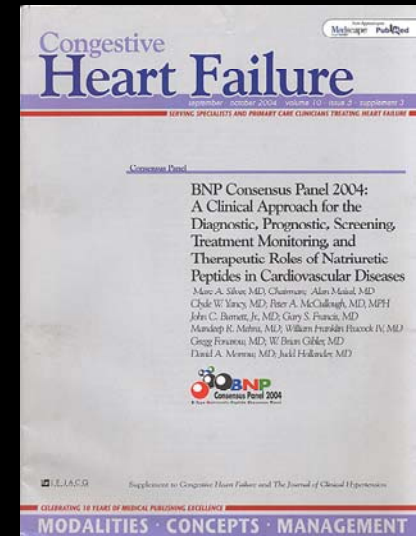 Medscape PubMed
Congestive
Heart Failure
september · october 2004 · volume 10 · issue 5 · supplement 3
SERVING SPECIALISTS AND PRIMARY CARE CLINICIANS TREATING HEART FAILURE
Consensus Panel
BNP Consensus Panel 2004:
A Clinical Approach for the
Diagnostic, Prognostic, Screening,
Treatment Monitoring, and
Therapeutic Roles of Natriuretic
Peptides in Cardiovascular Diseases
Marc A. Silver, MD, Chairman; Alan Maisel, MD
Clyde W. Yancy, MD; Peter A. McCullough, MD, MPH
John C. Burnett, Jr, MD; Gary S. Francis, MD
Mandeep R. Mehra, MD; William Franklin Peacock IV, MD
Gregg Fonarow, MD; W. Brian Gibler, MD
David A. Morrow, MD; Judd Hollander, MD
BNP
Consensus Panel 2004
Supplement to Congestive Heart Failure and The Journal of Clinical Hypertension
CELEBRATING 10 YEARS OF MEDICAL PUBLISHING EXCELLENCE
MODALITIES · CONCEPTS · MANAGEMENT